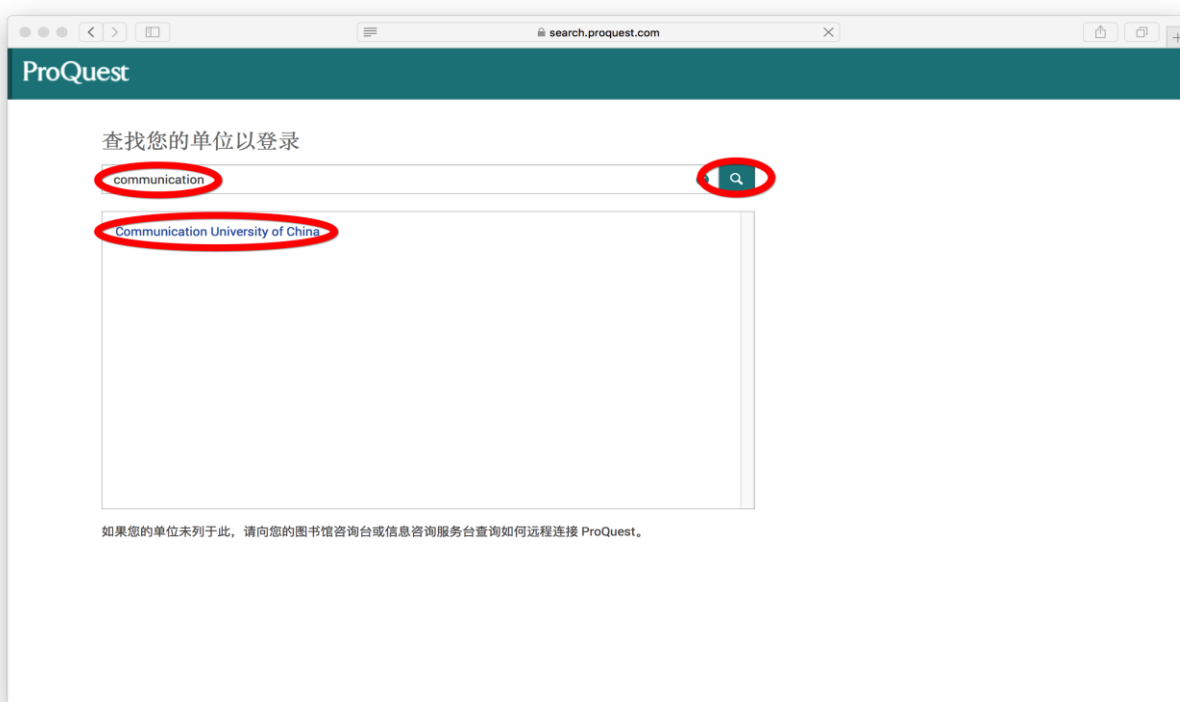 search.proquest.com
ProQuest
查找您的单位以登录
communication
Communication University of China
如果您的单位未列于此，请向您的图书馆咨询台或信息咨询服务台查询如何远程连接 ProQuest。